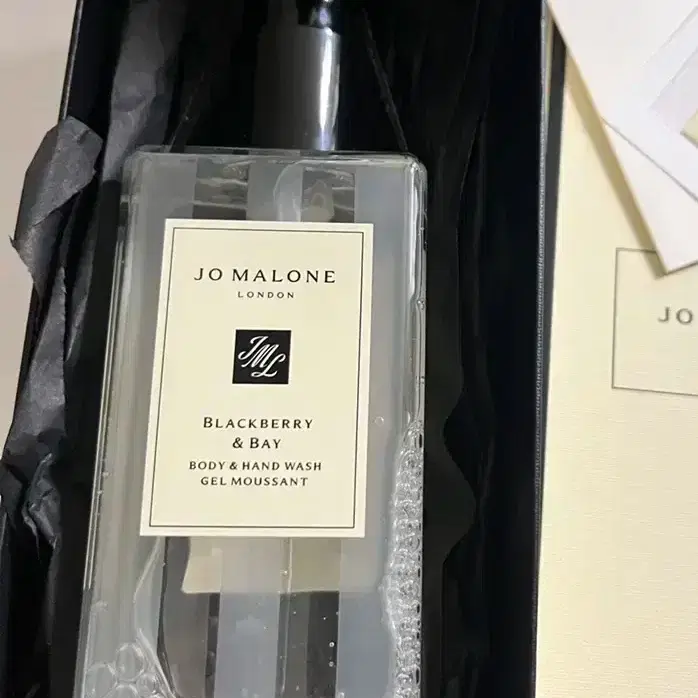 JO MALONE
LONDON
JML
BLACKBERRY
& BAY
BODY & HAND WASH
GEL MOUSSANT
JO